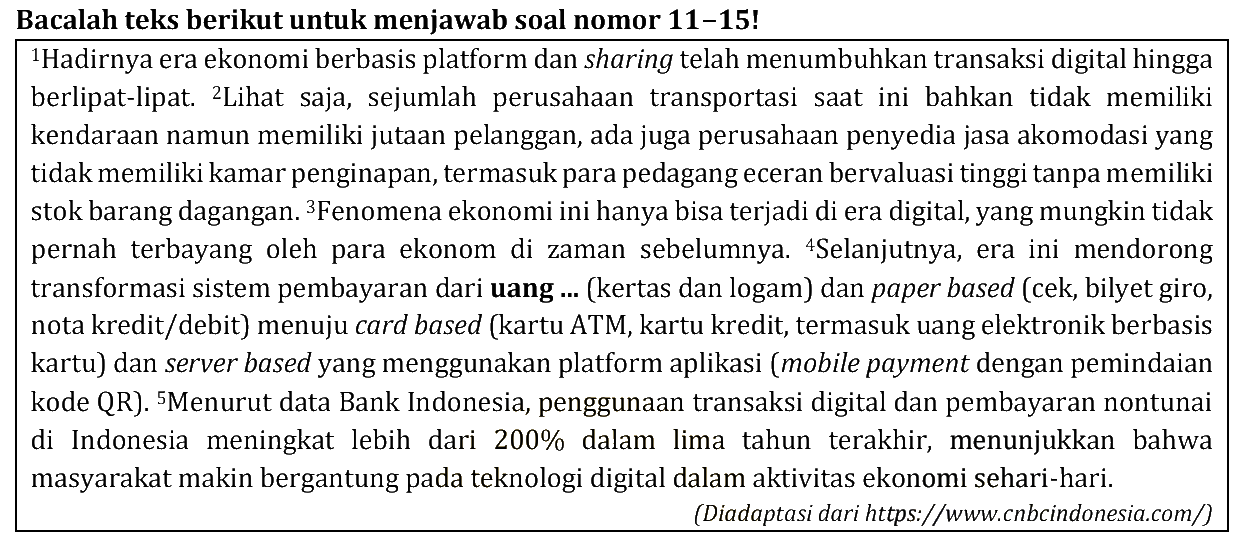 Bacalah teks berikut untuk menjawab soal nomor 11–15!
¹Hadirnya era ekonomi berbasis platform dan sharing telah menumbuhkan transaksi digital hingga
berlipat-lipat. ²Lihat saja, sejumlah perusahaan transportasi saat ini bahkan tidak memiliki
kendaraan namun memiliki jutaan pelanggan, ada juga perusahaan penyedia jasa akomodasi yang
tidak memiliki kamar penginapan, termasuk para pedagang eceran bervaluasi tinggi tanpa memiliki
stok barang dagangan. ³Fenomena ekonomi ini hanya bisa terjadi di era digital, yang mungkin tidak
pernah terbayang oleh para ekonom di zaman sebelumnya. ⁴Selanjutnya, era ini mendorong
transformasi sistem pembayaran dari uang ... (kertas dan logam) dan paper based (cek, bilyet giro,
nota kredit/debit) menuju card based (kartu ATM, kartu kredit, termasuk uang elektronik berbasis
kartu) dan server based yang menggunakan platform aplikasi (mobile payment dengan pemindaian
kode QR). ⁵Menurut data Bank Indonesia, penggunaan transaksi digital dan pembayaran nontunai
di Indonesia meningkat lebih dari 200% dalam lima tahun terakhir, menunjukkan bahwa
masyarakat makin bergantung pada teknologi digital dalam aktivitas ekonomi sehari-hari.
(Diadaptasi dari https://www.cnbcindonesia.com/)